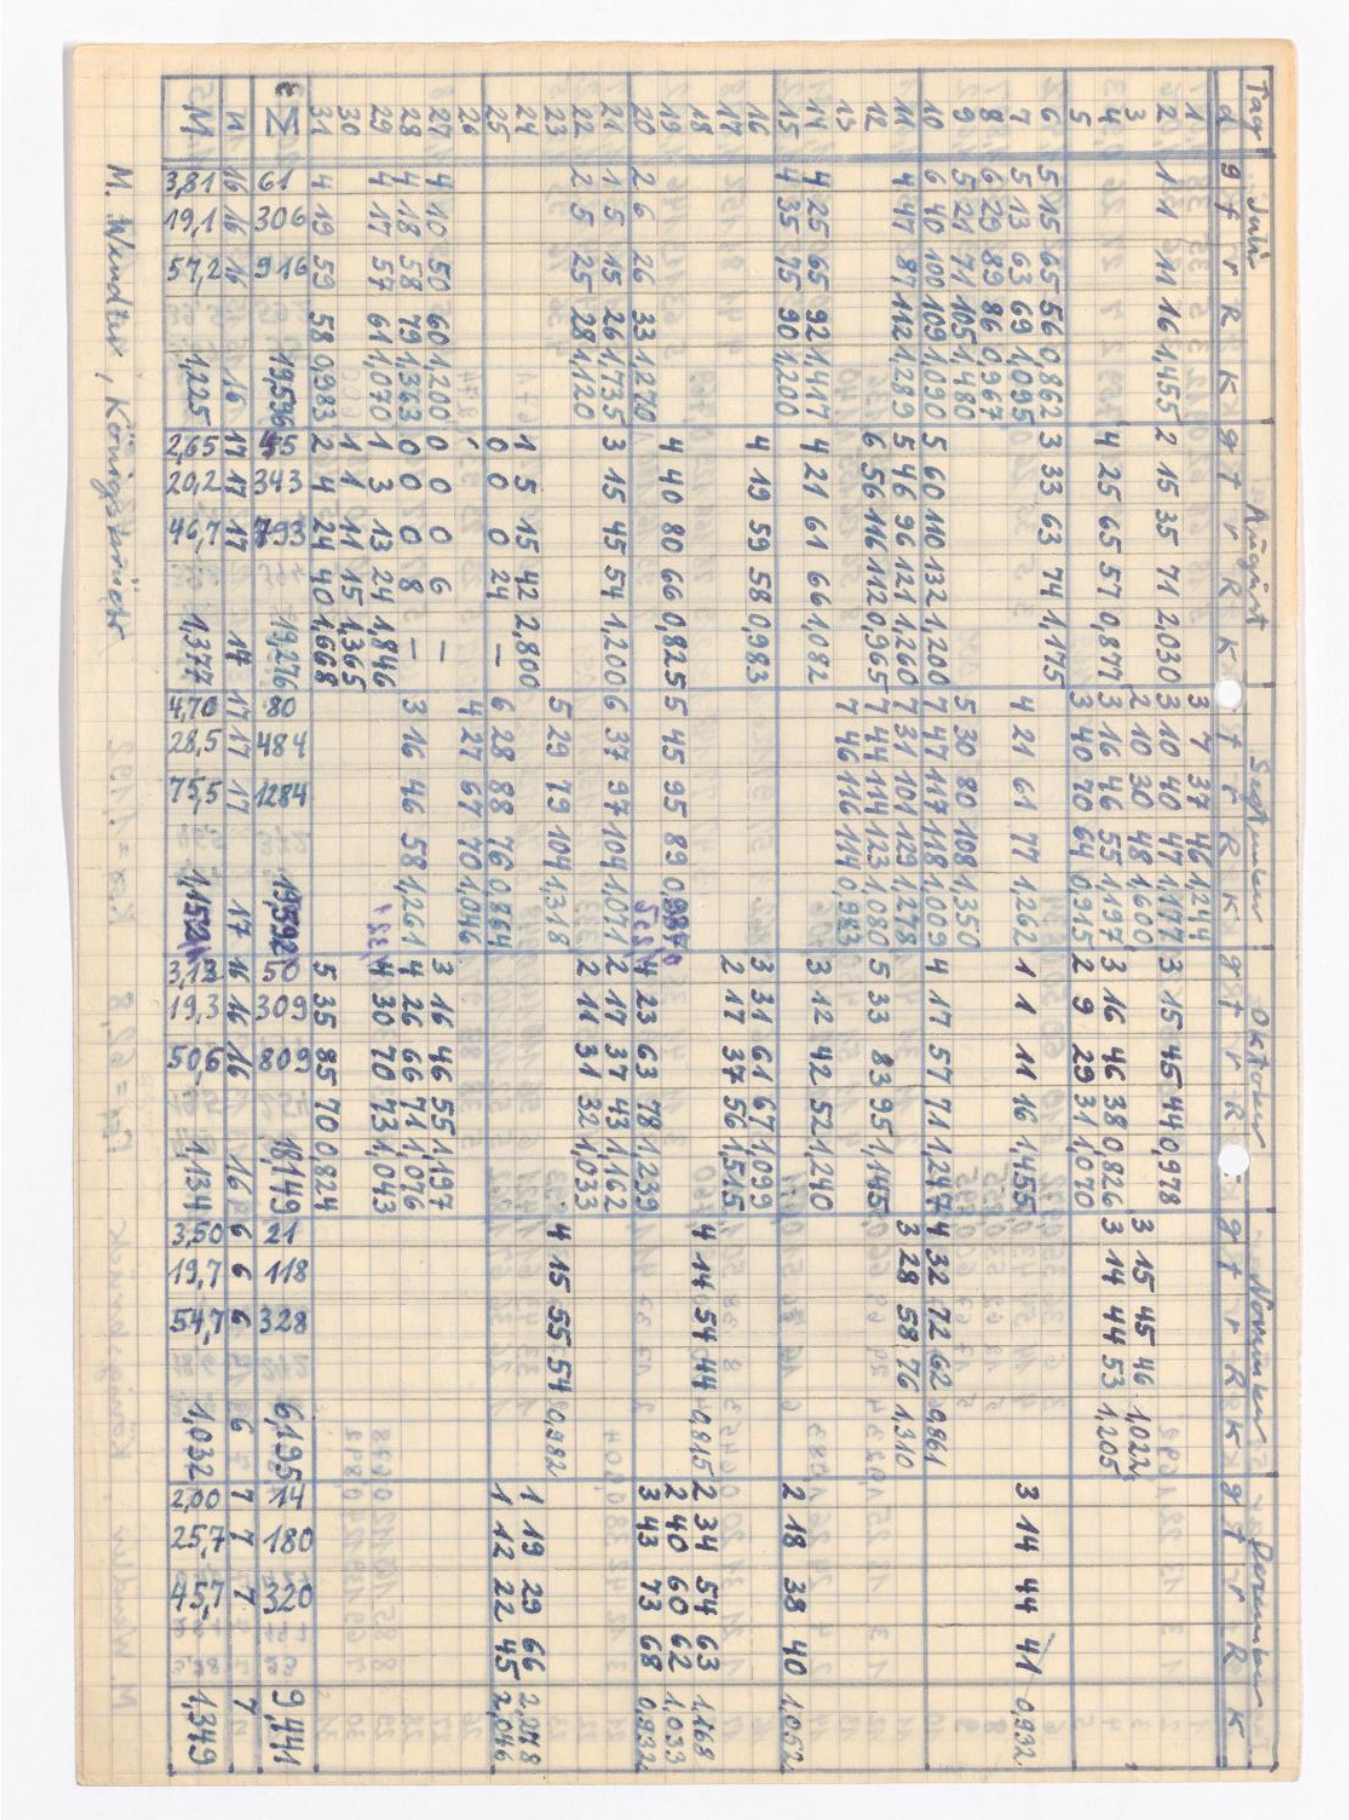 Tag Juli August September Oktober November Dezember
d g f r R K g f r R K f r R K g f r R g f r R K g f r R K
1 3 7 37 46 1,244
2 1 1 11 16 1,455 2 15 35 71 2030 3 10 40 47 1,177 3 15 45 44 0,978
3 2 10 30 48 1,600 3 15 45 46 1,022
4 4 25 65 57 0,877 3 16 46 55 1,197 3 16 46 38 0,826 3 14 44 53 1,205
5 3 40 70 64 0,915 2 9 29 31 1,070
6 5 15 65 56 0,862 3 33 63 74 1,175
7 5 13 63 69 1,095 4 21 61 77 1,262 1 1 11 16 1,455 3 14 44 41 0,932
8 6 29 89 86 0,967
9 5 21 71 105 1,480 5 30 80 108 1,350
10 6 40 100 109 1,090 5 60 110 132 1,200 7 47 117 118 1,009 4 17 57 71 1,247 4 32 72 62 0,861
11 4 47 87 112 1,289 5 46 96 121 1,260 7 31 101 129 1,278 3 28 58 76 1,310
12 6 56 116 112 0,965 7 44 114 123 1,080 5 33 83 95 1,145
13 7 46 116 114 0,983
14 4 25 65 92 1,417 4 21 61 66 1,082 3 12 42 52 1,240
15 4 35 75 90 1,200 2 18 38 40 1,052
16 4 19 59 58 0,983 3 31 61 67 1,099
17 2 17 37 56 1,515
18 4 14 54 44 0,815 2 34 54 63 1,168
19 4 40 80 66 0,825 5 45 95 89 2 40 60 62 1,033
20 2 6 26 33 1,270 4 23 63 78 1,239 3 43 73 68 0,932
21 1 5 15 26 1,735 3 15 45 54 1,200 6 37 97 104 1,071 2 17 37 43 1,162
22 2 5 25 28 1,120 2 11 31 32 1,033
23 5 29 79 104 1,318 4 15 55 54 0,982
24 1 5 15 42 2,800 1 19 29 66 2,278
25 0 0 0 24 – 6 28 88 76 0,864 1 12 22 45 2,046
26 4 27 67 70 1,046
27 4 10 50 60 1,200 0 0 0 6 – 3 16 46 55 1,197
28 4 18 58 79 1,363 0 0 0 8 – 3 16 46 58 1,261 4 26 66 71 1,076
29 4 17 57 61 1,070 1 3 13 24 1,846 4 30 70 73 1,043
30 1 1 11 15 1,365
31 4 19 59 58 0,983 2 4 24 40 1,668 5 35 85 70 0,824
Σ 61 306 916 19,596 45 343 793 19,276 80 484 1284 19,592 50 309 809 18,149 21 118 328 6,195 14 180 320 9,441
n 16 16 16 16 17 17 17 17 17 17 17 17 16 16 16 16 6 6 6 6 7 7 7 7
M 3,81 19,1 57,2 1,225 2,65 20,2 46,7 1,377 4,70 28,5 75,5 1,152 3,13 19,3 50,6 1,134 3,50 19,7 54,7 1,032 2,00 25,7 45,7 1,349
M. Wendler, Königsbrück